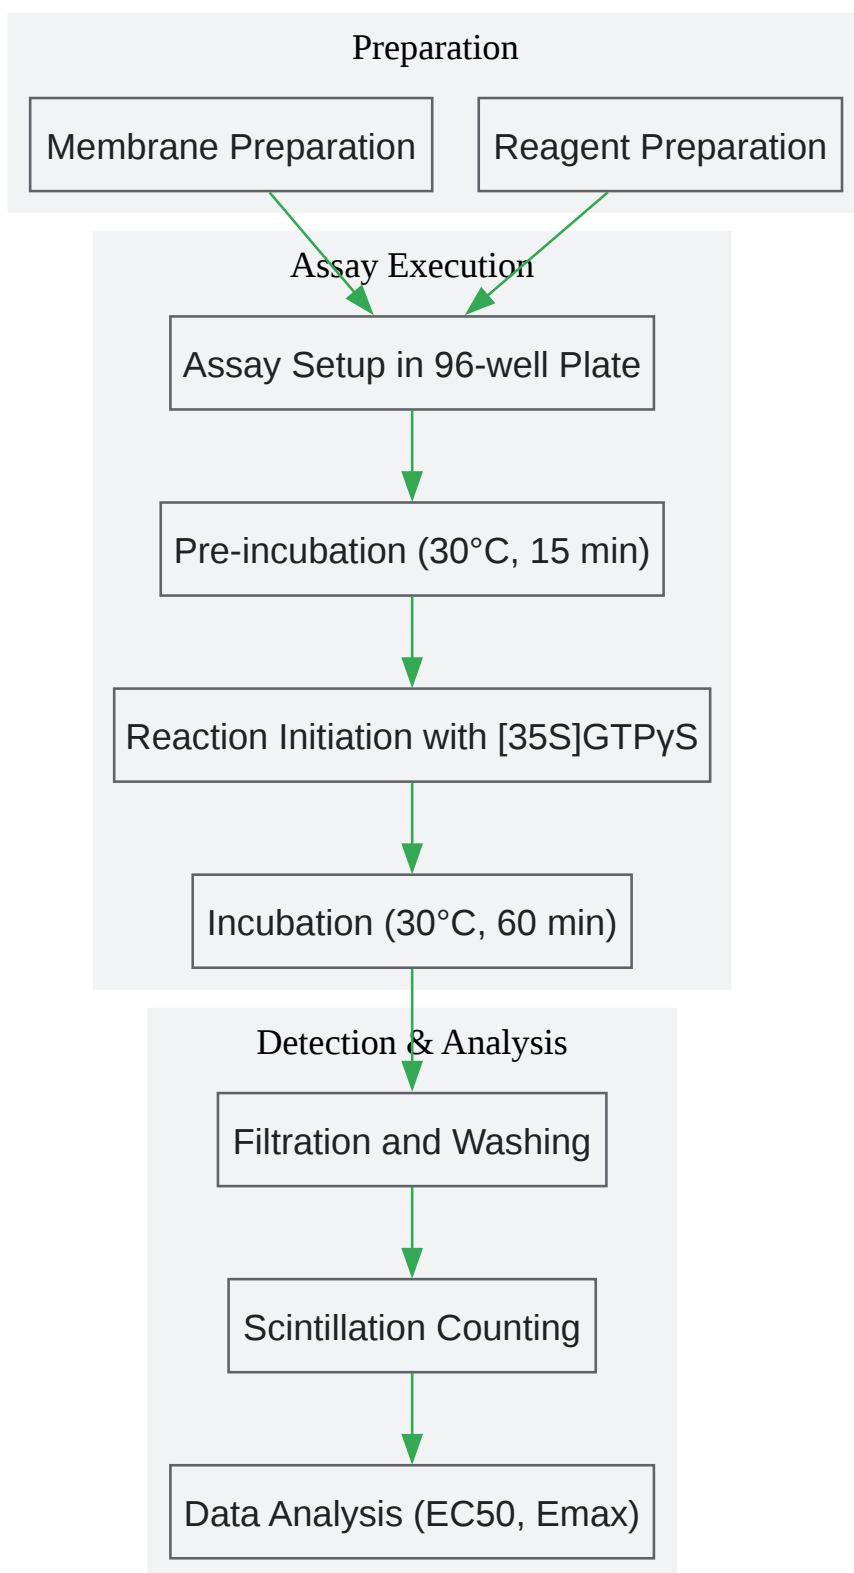 Preparation
Membrane Preparation
Reagent Preparation
Assay Execution
Assay Setup in 96-well Plate
Pre-incubation (30°C, 15 min)
Reaction Initiation with [35S]GTPγS
Incubation (30°C, 60 min)
Detection & Analysis
Filtration and Washing
Scintillation Counting
Data Analysis (EC50, Emax)